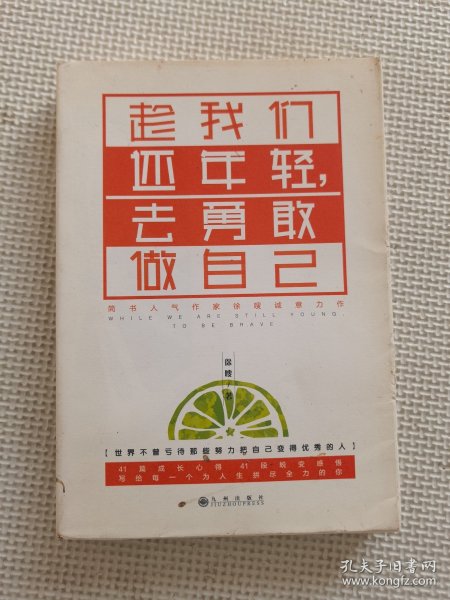 趁我们
还年轻，
去勇敢
做自己
简书人气作家徐嗖诚意力作
WHILE WE ARE STILL YOUNG,
TO BE BRAVE
著
【世界不曾亏待那些努力把自己变得优秀的人】
41篇成长心得 41段蜕变感悟
写给每一个为人生拼尽全力的你
九州出版社
JIUZHOUPRESS
孔夫子旧书网
www.kongfz.com